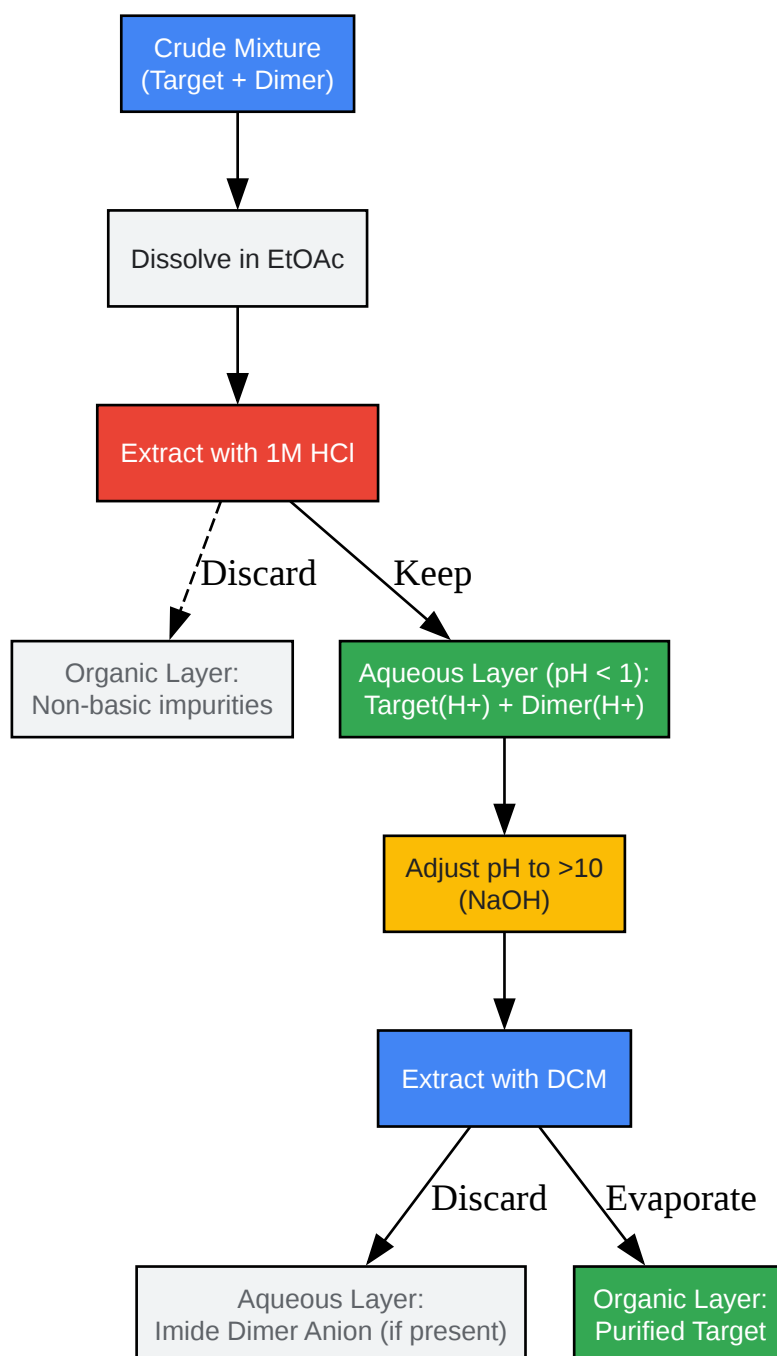 Crude Mixture
(Target + Dimer)
Dissolve in EtOAc
Extract with 1M HCl
Discard
Keep
Organic Layer:
Non-basic impurities
Aqueous Layer (pH < 1):
Target(H+) + Dimer(H+)
Adjust pH to >10
(NaOH)
Extract with DCM
Discard
Evaporate
Aqueous Layer:
Imide Dimer Anion (if present)
Organic Layer:
Purified Target